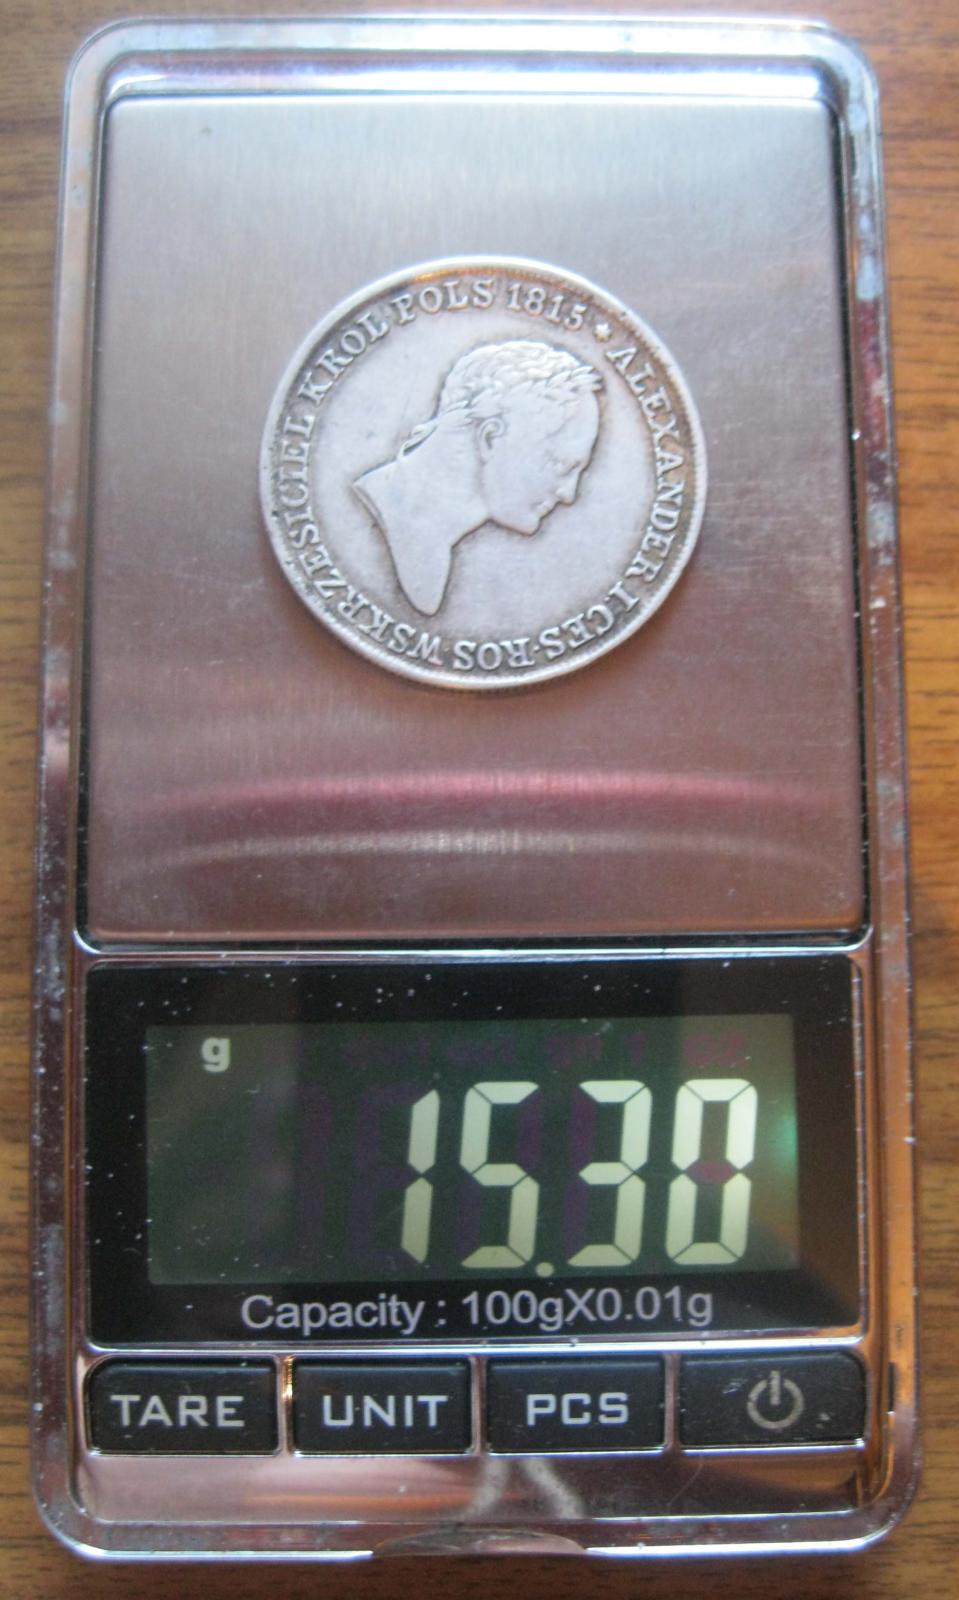 ALEXANDER I·CES·ROS·WSKRZESICIEL KROL·POLS 1815
g
15.30
Capacity : 100gX0.01g
TARE
UNIT
PCS